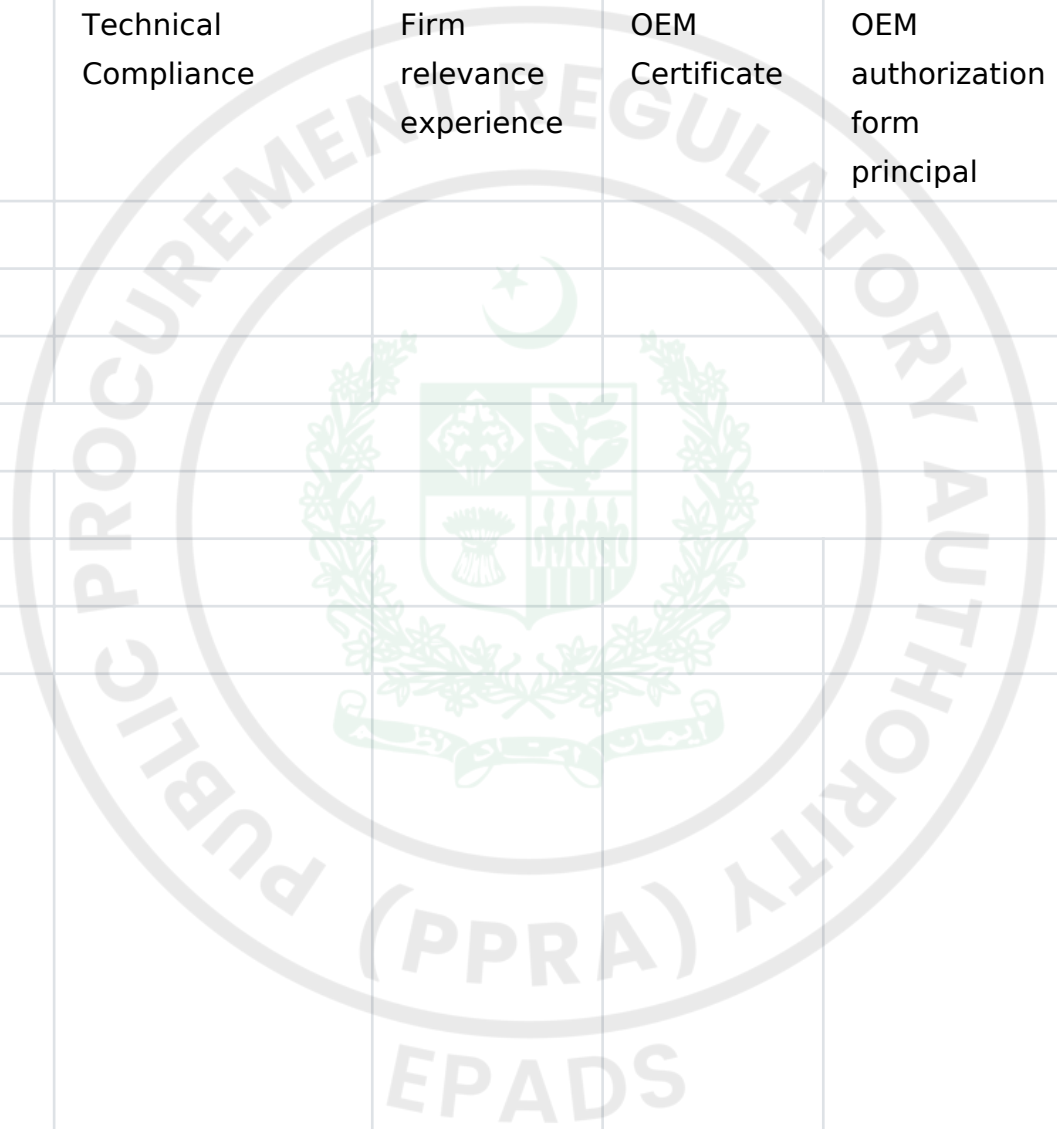 Technical
Compliance
Firm
relevance
experience
OEM
Certificate
OEM
authorization
form
principal
PUBLIC PROCUREMENT REGULATORY AUTHORITY
(PPRA)
EPADS